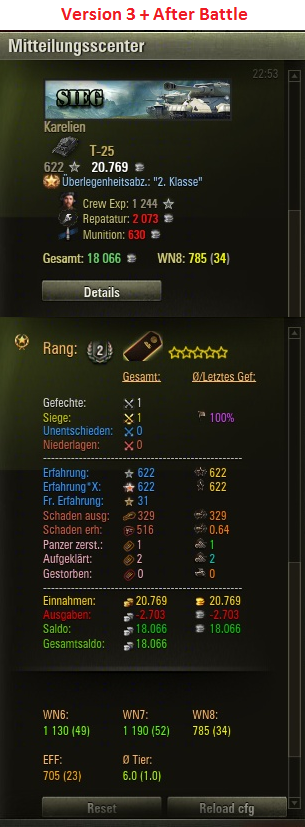 Version 3 + After Battle
Mitteilungsscenter
22:53
SIEG
Karelien
T-25
622 20.769
Überlegenheitsabz.: "2. Klasse"
Crew Exp: 1 244
Repatatur: 2 073
Munition: 630
Gesamt: 18 066 WN8: 785 (34)
Details
Rang: 2
Gesamt: Ø/Letztes Gef:
Gefechte: 1
Siege: 1 100%
Unentschieden: 0
Niederlagen: 0
Erfahrung: 622 622
Erfahrung*X: 622 622
Fr. Erfahrung: 31
Schaden ausg: 329 329
Schaden erh: 516 0.64
Panzer zerst.: 1 1
Aufgeklärt: 2 2
Gestorben: 0 0
Einnahmen: 20.769 20.769
Ausgaben: -2.703 -2.703
Saldo: 18.066 18.066
Gesamtsaldo: 18.066
WN6: WN7: WN8:
1 130 (49) 1 190 (52) 785 (34)
EFF: Ø Tier:
705 (23) 6.0 (1.0)
Reset Reload cfg